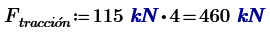 F_tracción := 115 kN • 4 = 460 kN